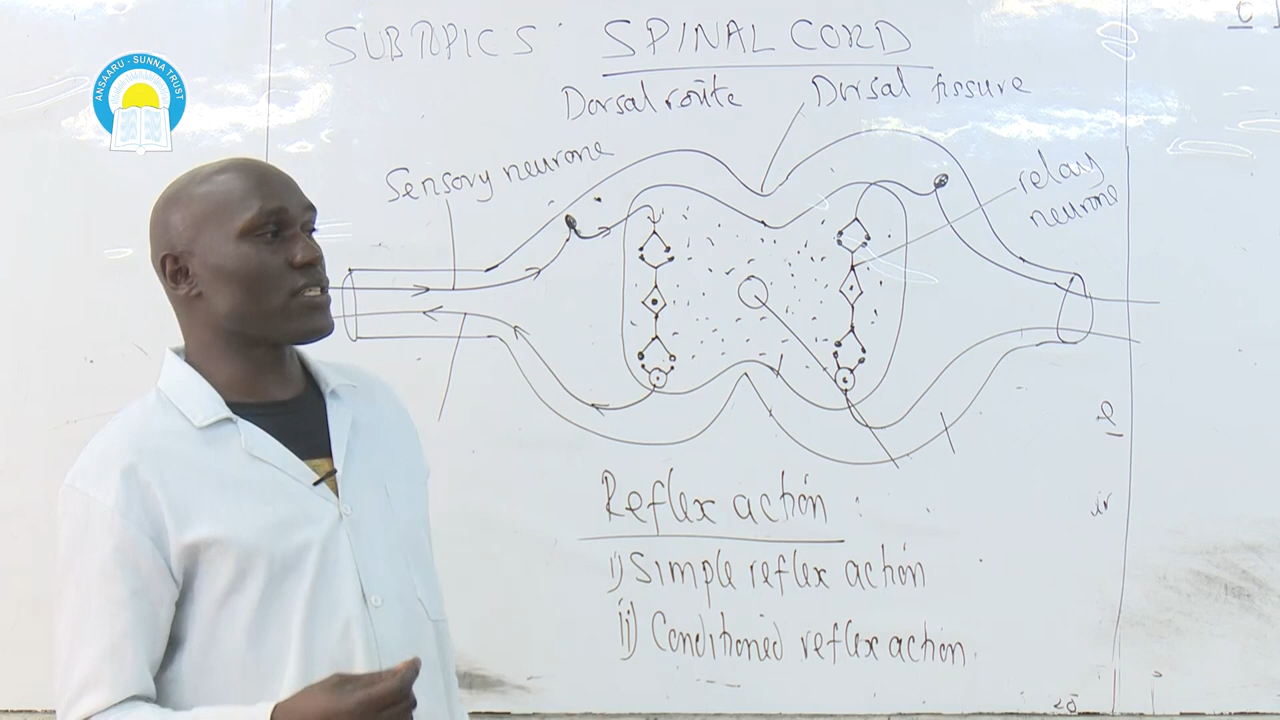 SUBTOPICS SPINAL CORD
ANSAARU - SUNNA TRUST
Dorsal route
Dorsal fissure
Sensory neurone
relay
neurone
Reflex action :
i) Simple reflex action
ii) Conditioned reflex action